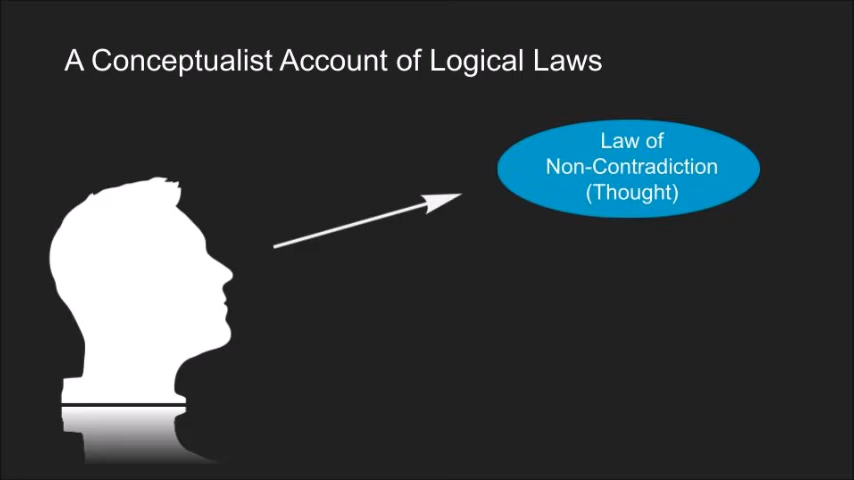 A Conceptualist Account of Logical Laws
Law of
Non-Contradiction
(Thought)